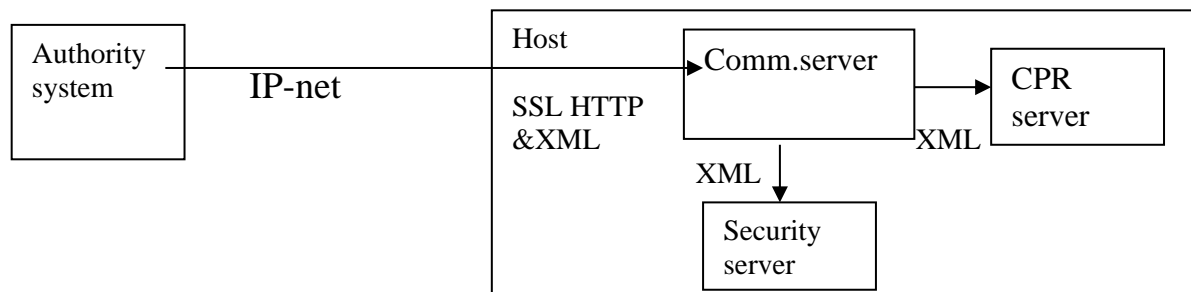 Authority
system
IP-net
Host
SSL HTTP
&XML
Comm.server
XML
CPR
server
XML
Security
server